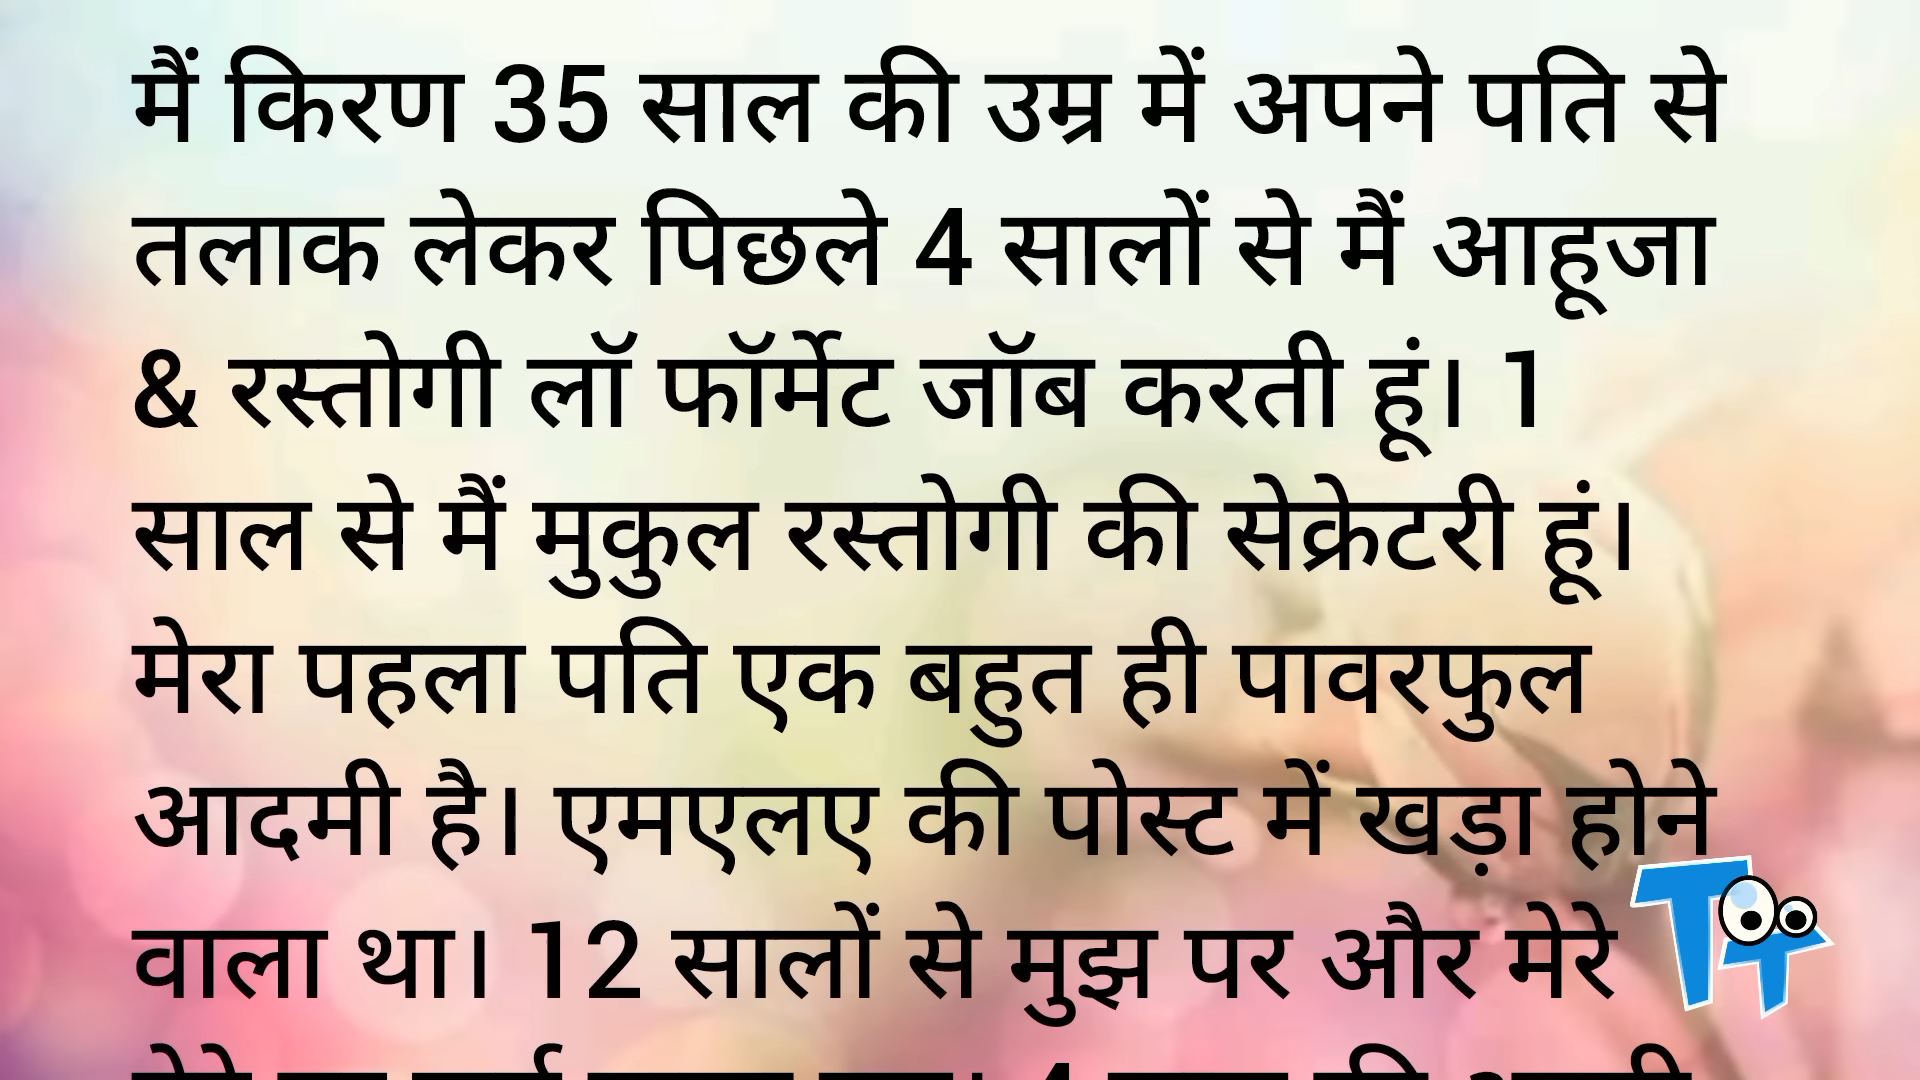 मैं किरण 35 साल की उम्र में अपने पति से
तलाक लेकर पिछले 4 सालों से मैं आहूजा
& रस्तोगी लॉ फॉर्मेट जॉब करती हूं। 1
साल से मैं मुकुल रस्तोगी की सेक्रेटरी हूं।
मेरा पहला पति एक बहुत ही पावरफुल
आदमी है। एमएलए की पोस्ट में खड़ा होने
वाला था। 12 सालों से मुझ पर और मेरे